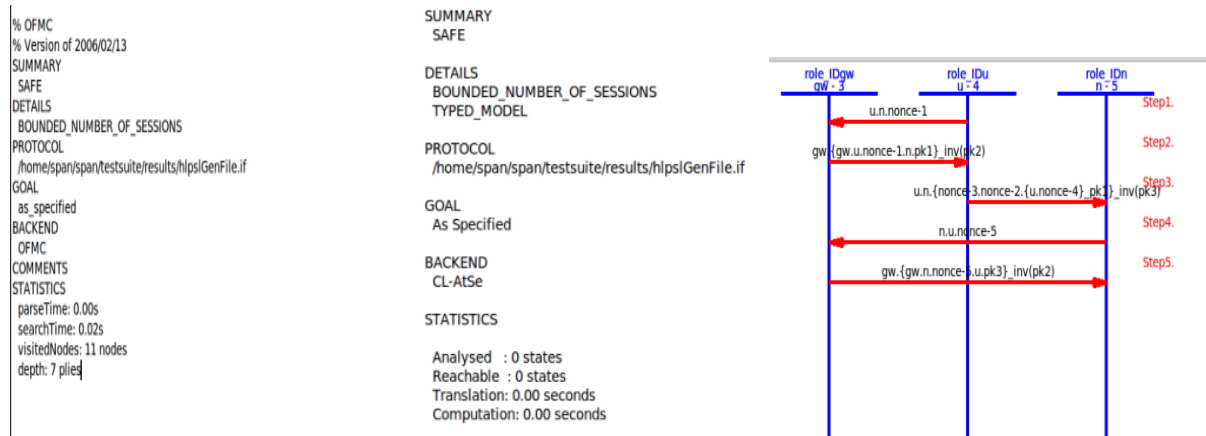 % OFMC
% Version of 2006/02/13
SUMMARY
SAFE
DETAILS
BOUNDED_NUMBER_OF_SESSIONS
PROTOCOL
/home/span/span/testsuite/results/hlpslGenFile.if
GOAL
as_specified
BACKEND
OFMC
COMMENTS
STATISTICS
parseTime: 0.00s
searchTime: 0.02s
visitedNodes: 11 nodes
depth: 7 plies
SUMMARY
SAFE
DETAILS
BOUNDED_NUMBER_OF_SESSIONS
TYPED_MODEL
PROTOCOL
/home/span/span/testsuite/results/hlpslGenFile.if
GOAL
As Specified
BACKEND
CL-AtSe
STATISTICS
Analysed : 0 states
Reachable : 0 states
Translation: 0.00 seconds
Computation: 0.00 seconds
role_IDgw role_IDu role_IDn
gw - 3 u - 4 n - 5
Step1.
u.n.nonce-1
Step2.
gw.{gw.u.nonce-1.n.pk1}_inv(pk2)
Step3.
u.n.{nonce-3.nonce-2.{u.nonce-4}_pk1}_inv(pk3)
Step4.
n.u.nonce-5
Step5.
gw.{gw.n.nonce-5.u.pk3}_inv(pk2)